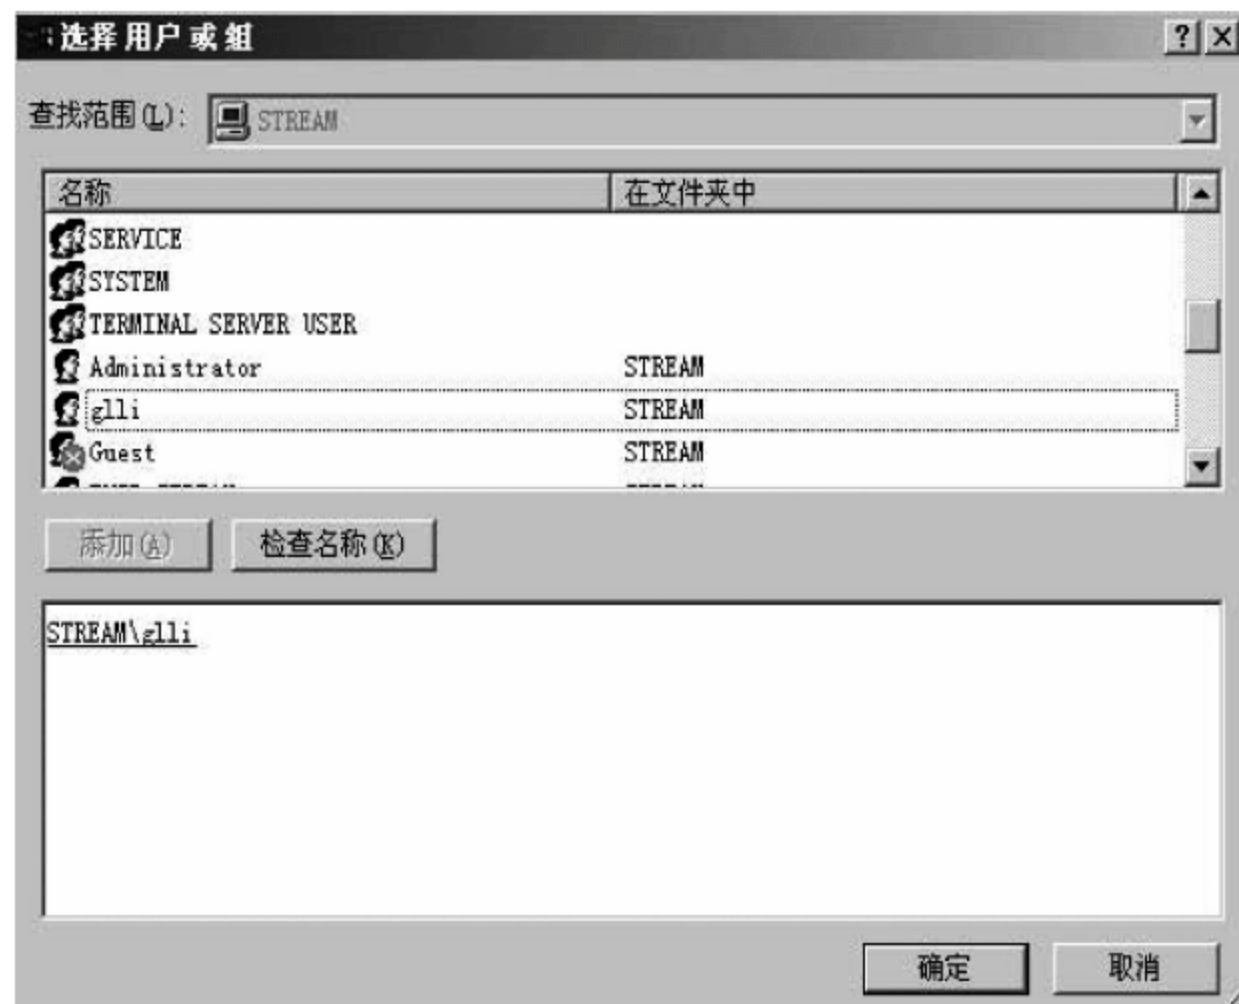 选择用户或组
查找范围(L): STREAM
名称 在文件夹中
SERVICE
SYSTEM
TERMINAL SERVER USER
Administrator STREAM
glli STREAM
Guest STREAM
添加(A) 检查名称(K)
STREAM\glli
确定 取消